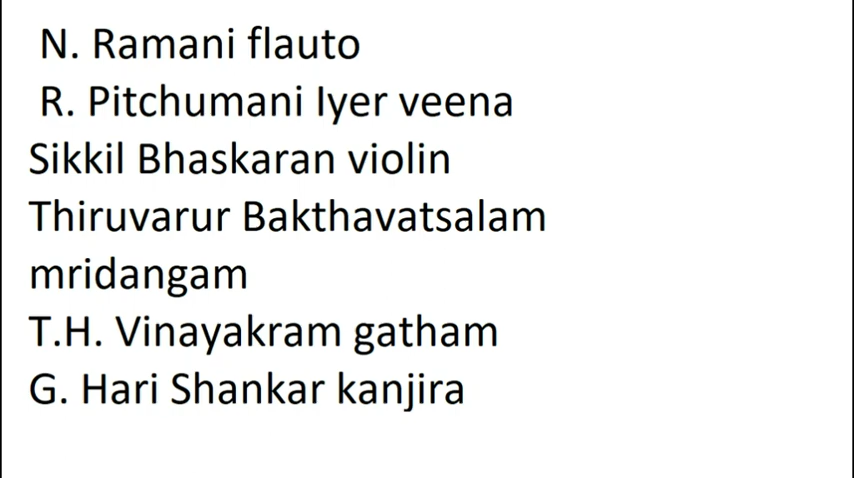 N. Ramani flauto
R. Pitchumani Iyer veena
Sikkil Bhaskaran violin
Thiruvarur Bakthavatsalam
mridangam
T.H. Vinayakram gatham
G. Hari Shankar kanjira